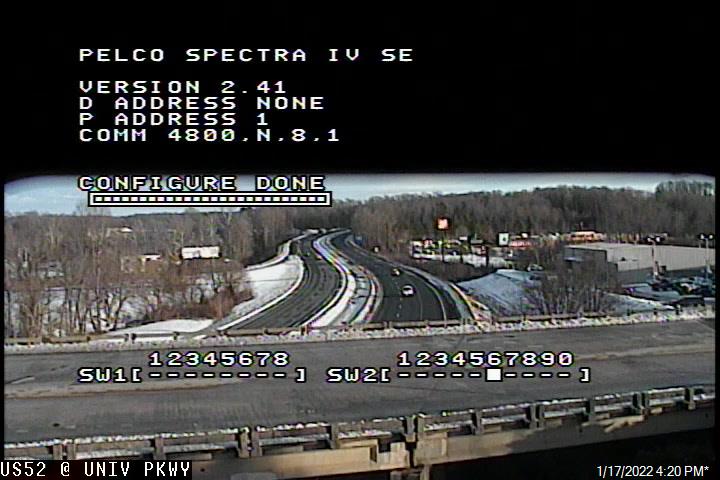 PELCO SPECTRA IV SE
VERSION 2.41
D ADDRESS NONE
P ADDRESS 1
COMM 4800,N,8,1
CONFIGURE DONE
12345678 1234567890
SW1[--------] SW2[-----■----]
US52 @ UNIV PKWY
1/17/2022 4:20 PM*